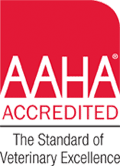 AAHA®
ACCREDITED
The Standard of
Veterinary Excellence